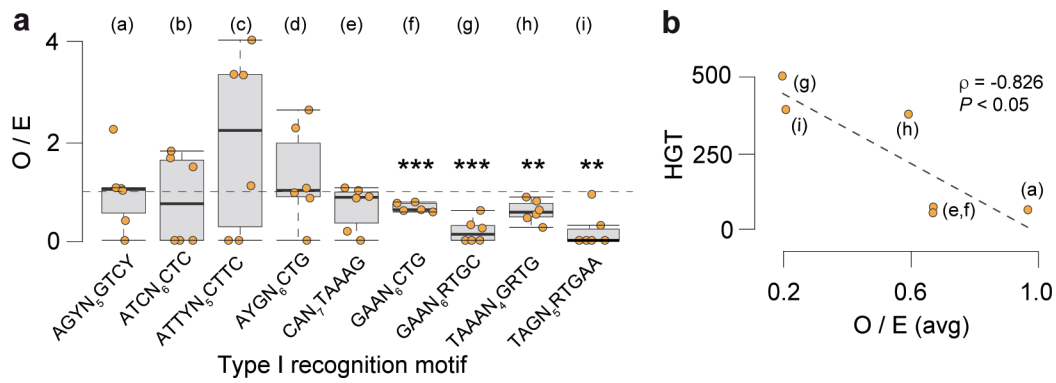 a
(a) (b) (c) (d) (e) (f) (g) (h) (i)
4
2
0
O / E
*** *** ** **
AGYN₅GTCY
ATCN₆CTC
ATTYN₅CTTC
AYGN₆CTG
CAN₇TAAAG
GAAN₆CTG
GAAN₆RTGC
TAAAN₄GRTG
TAGN₅RTGAA
Type I recognition motif
b
500
250
0
HGT
ρ = -0.826
P < 0.05
(g)
(i)
(h)
(a)
(e,f)
0.2 0.6 1.0
O / E (avg)